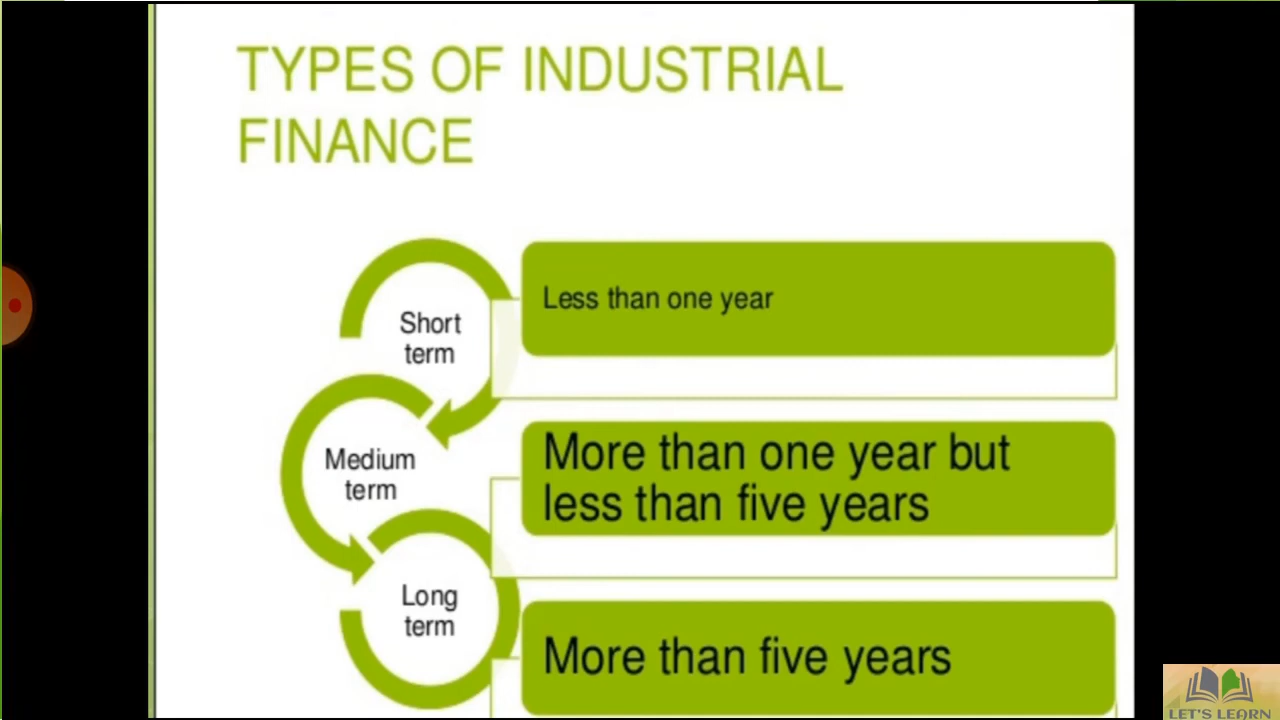 TYPES OF INDUSTRIAL
FINANCE
Short
term
Less than one year
Medium
term
More than one year but
less than five years
Long
term
More than five years
LET'S LEARN